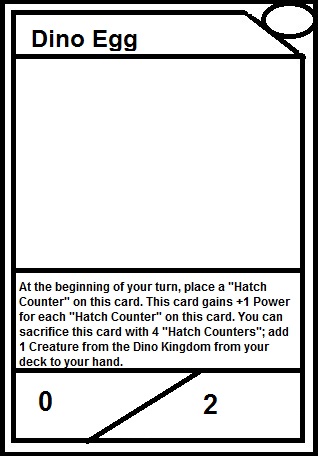 Dino Egg
At the beginning of your turn, place a "Hatch
Counter" on this card. This card gains +1 Power
for each "Hatch Counter" on this card. You can
sacrifice this card with 4 "Hatch Counters"; add
1 Creature from the Dino Kingdom from your
deck to your hand.
0
2